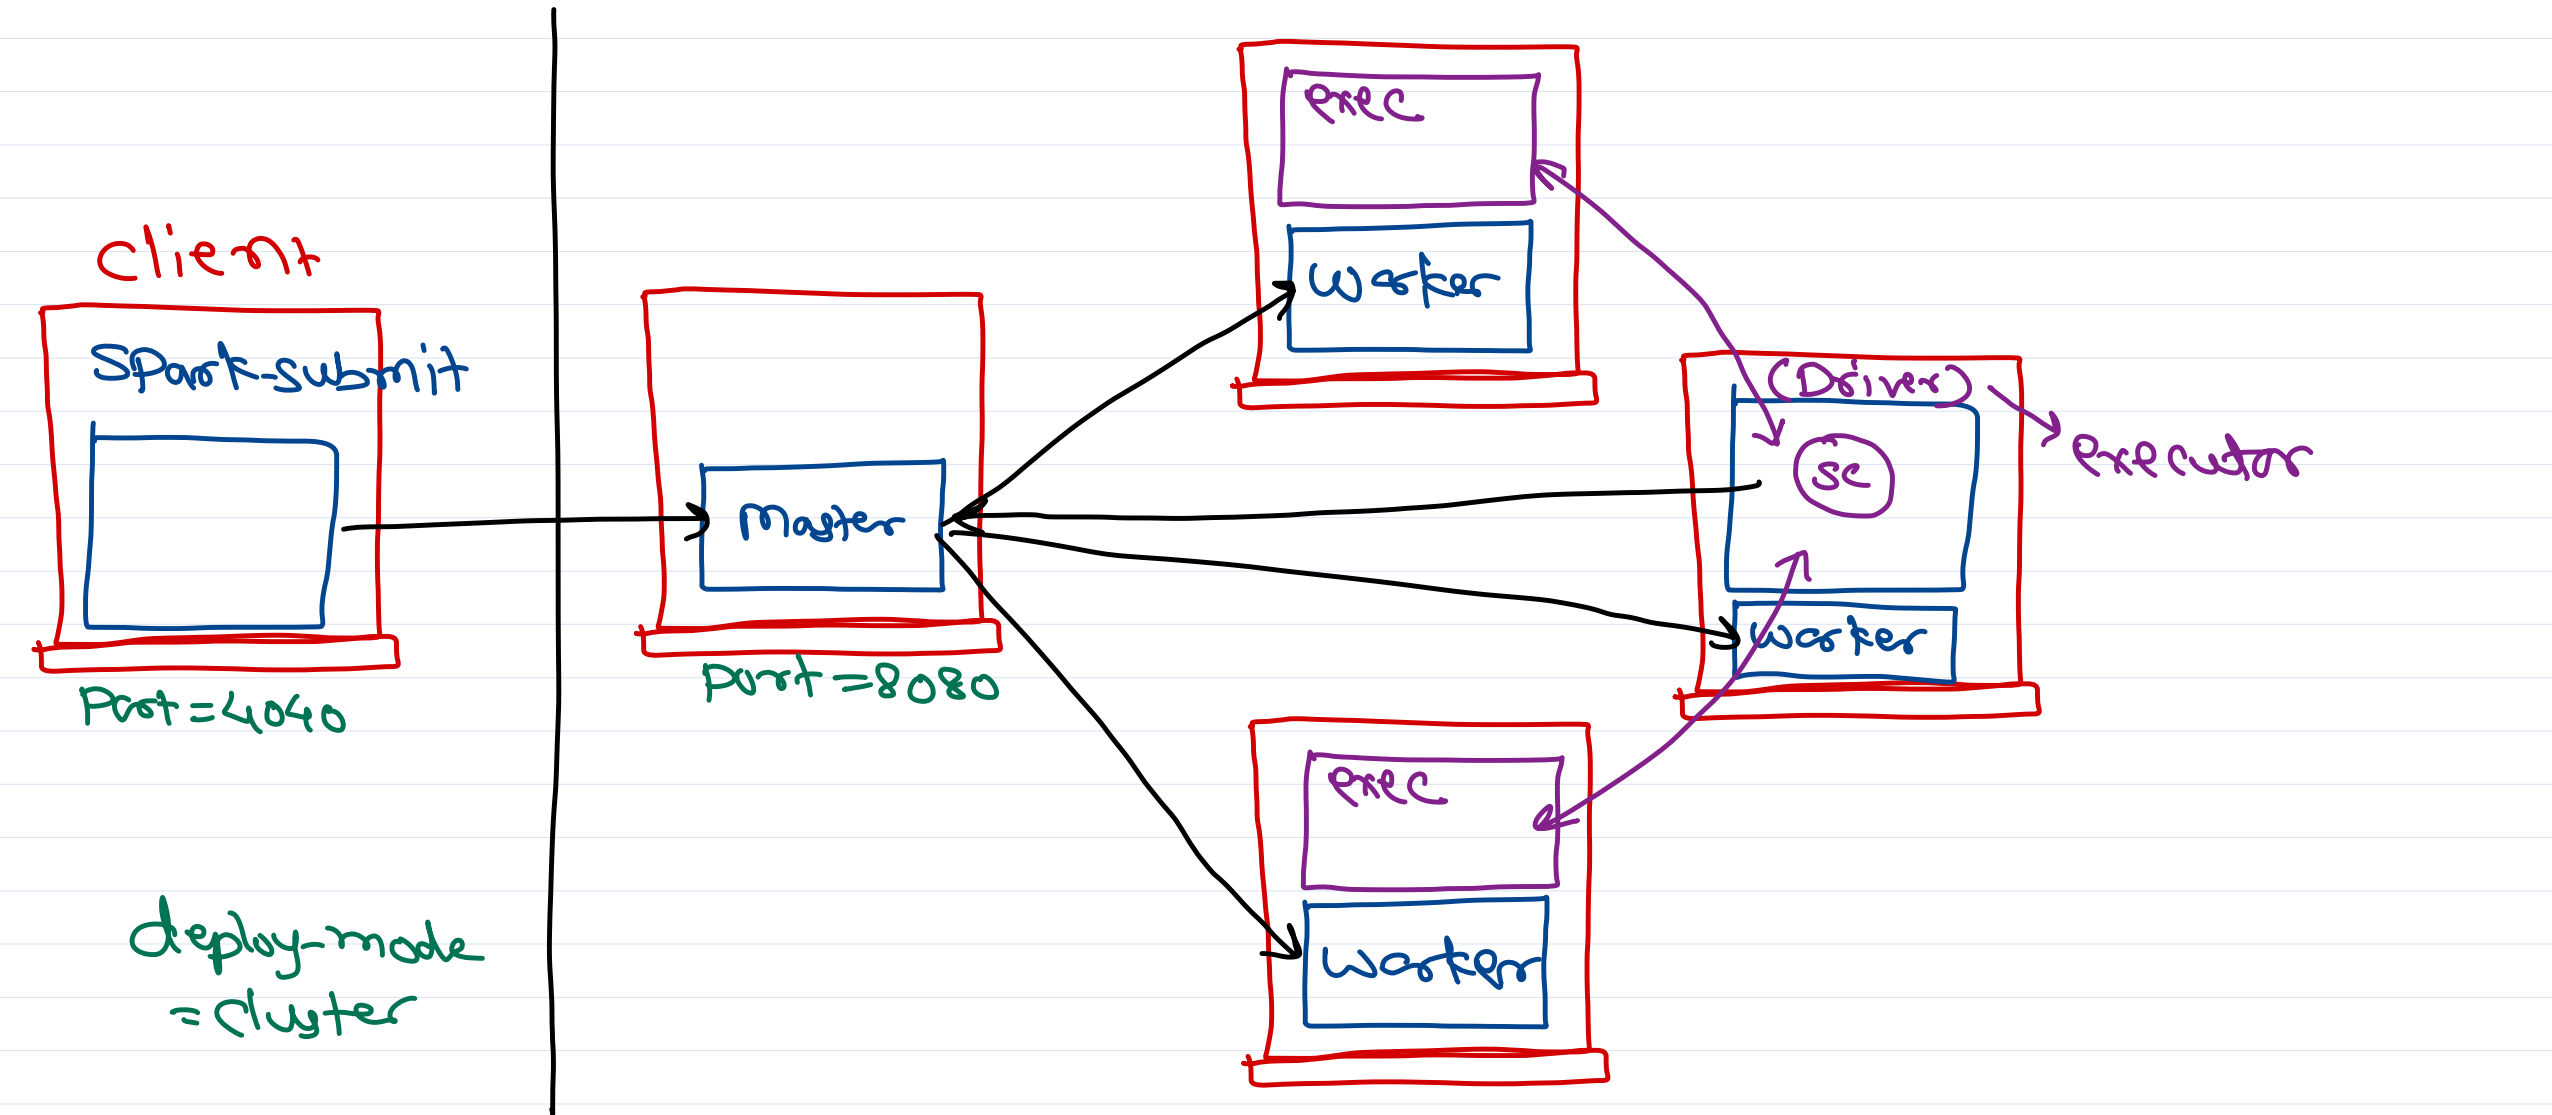 client
Spark-submit
Port=4040
deploy-mode
=cluster
Master
port=8080
exec
Worker
(Driver)
sc
executor
Worker
exec
Worker